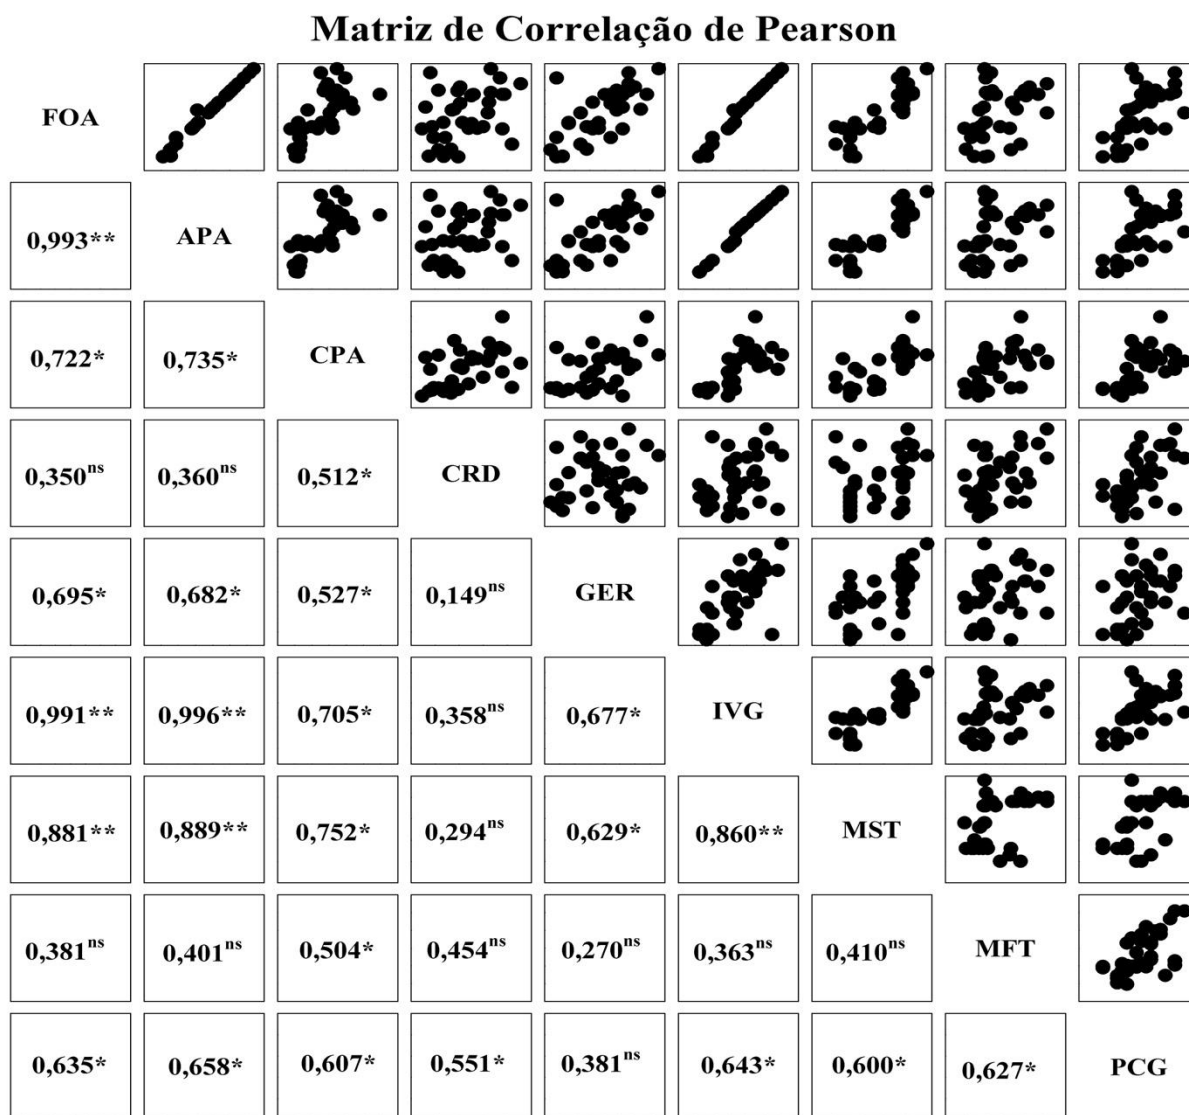 Matriz de Correlação de Pearson
FOA
0,993** APA
0,722* 0,735* CPA
0,350ns 0,360ns 0,512* CRD
0,695* 0,682* 0,527* 0,149ns GER
0,991** 0,996** 0,705* 0,358ns 0,677* IVG
0,881** 0,889** 0,752* 0,294ns 0,629* 0,860** MST
0,381ns 0,401ns 0,504* 0,454ns 0,270ns 0,363ns 0,410ns MFT
0,635* 0,658* 0,607* 0,551* 0,381ns 0,643* 0,600* 0,627* PCG